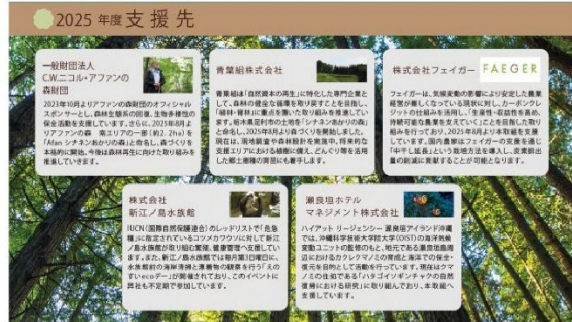 2025 年度 支援先
一般財団法人
C.W.ニコル・アファンの
森財団
2023年10月よりアファンの森財団のオフィシャル
スポンサーとし、森林生態系の回復、生物多様性の
保全活動を支援しています。さらに、2025年8月より
アファンの森 南エリアの一部(約2.2ha)を
「Afan シチネンあかりの森」と命名し、森づくりを
本格的に開始。今後は森林再生に向けた取り組みを
推進していきます。
青葉組株式会社
青葉組は「自然資本の再生」に特化した専門企業と
して、森林の健全な循環を取り戻すことを目指し、
「植林・育林」に重点を置いた取り組みを推進してい
ます。栃木県足利市の土地を「シチネンあかりの森」
と命名し、2025年8月より森づくりを開始しました。
現在は、現地調査や森林設計を実施中。将来的な
支援エリアにおける植樹に備え、どんぐり等を活用
した郷土樹種の育苗にも着手します。
株式会社フェイガー
FAEGER
フェイガーは、気候変動の影響により安定した農業
経営が難しくなっている現状に対し、カーボンクレ
ジットの仕組みを活用し、「生産性・収益性を高め、
持続可能な農業を支えていく」ことを目指した取り
組みを行っており、2025年8月より本取組を支援
しています。国内農家はフェイガーの支援を通じ
「中干し延長」という栽培方法を導入し、炭素排出
量の削減に貢献することが可能となります。
株式会社
新江ノ島水族館
IUCN(国際自然保護連合)のレッドリストで「危急
種」に指定されているコツメカワウソに対して新江ノ
島水族館が取り組む繁殖、健康管理へ支援してい
ます。また、新江ノ島水族館では毎月第3日曜日に、
水族館前の海岸清掃と漂着物の観察を行う「えの
すいecoデー」が開催されており、このイベントに
弊社も不定期で参加しています。
瀬良垣ホテル
マネジメント株式会社
ハイアット リージェンシー 瀬良垣アイランド 沖縄
では、沖縄科学技術大学院大学(OIST)の海洋気候
変動ユニットの監修のもと、地元である瀬良垣島周
辺におけるカクレクマノミの育成と海洋での保全・
復元を目的として活動を行っています。現在はクマ
ノミの住処である「ハタゴイソギンチャクの自然
復帰における研究」に取り組んでおり、本取組へ
支援しています。